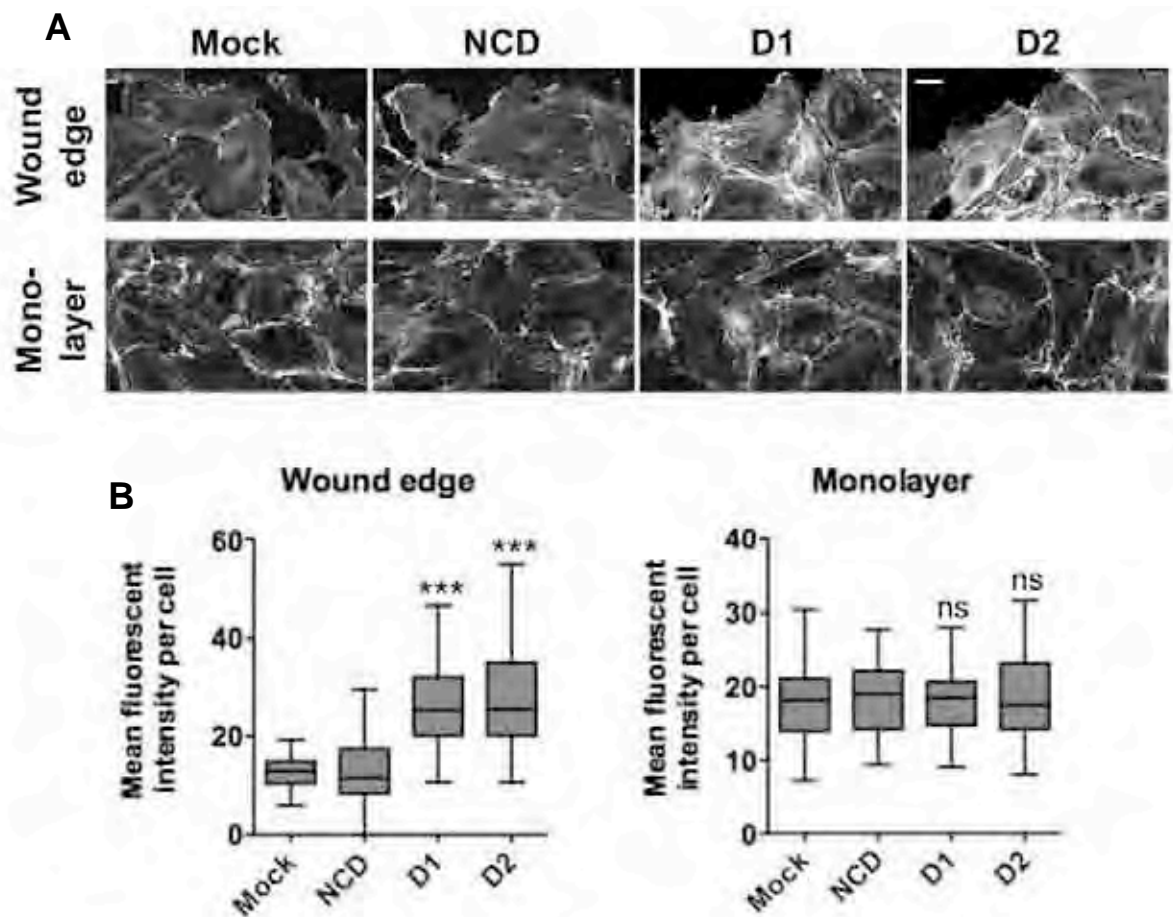 A
Mock NCD D1 D2
Wound
edge
Mono-
layer
B
Wound edge
Mean fluorescent
intensity per cell
60
40
20
0
***
***
Mock NCD D1 D2
Monolayer
Mean fluorescent
intensity per cell
40
30
20
10
0
ns
ns
Mock NCD D1 D2